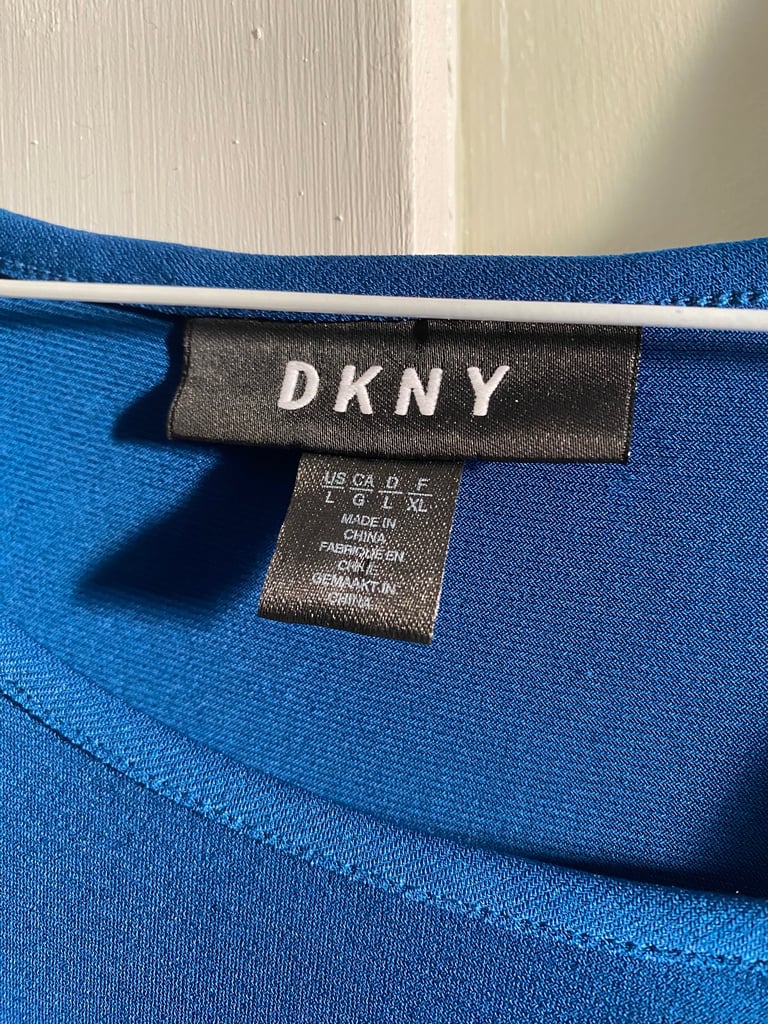 DKNY
US CA D F
L G L XL
MADE IN
CHINA
FABRIQUE EN
CHINE
GEMAAKT IN
CHINA